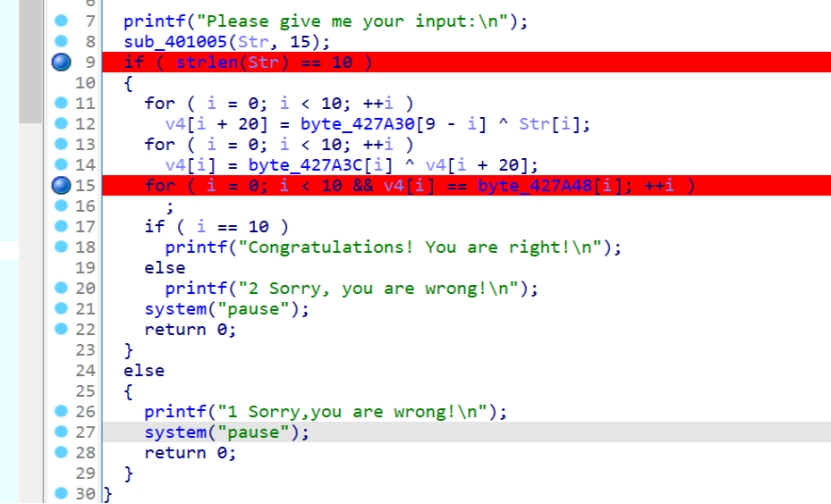 6
7 printf("Please give me your input:\n");
8 sub_401005(Str, 15);
9 if ( strlen(Str) == 10 )
10 {
11 for ( i = 0; i < 10; ++i )
12 v4[i + 20] = byte_427A30[9 - i] ^ Str[i];
13 for ( i = 0; i < 10; ++i )
14 v4[i] = byte_427A3C[i] ^ v4[i + 20];
15 for ( i = 0; i < 10 && v4[i] == byte_427A48[i]; ++i )
16 ;
17 if ( i == 10 )
18 printf("Congratulations! You are right!\n");
19 else
20 printf("2 Sorry, you are wrong!\n");
21 system("pause");
22 return 0;
23 }
24 else
25 {
26 printf("1 Sorry,you are wrong!\n");
27 system("pause");
28 return 0;
29 }
30 }